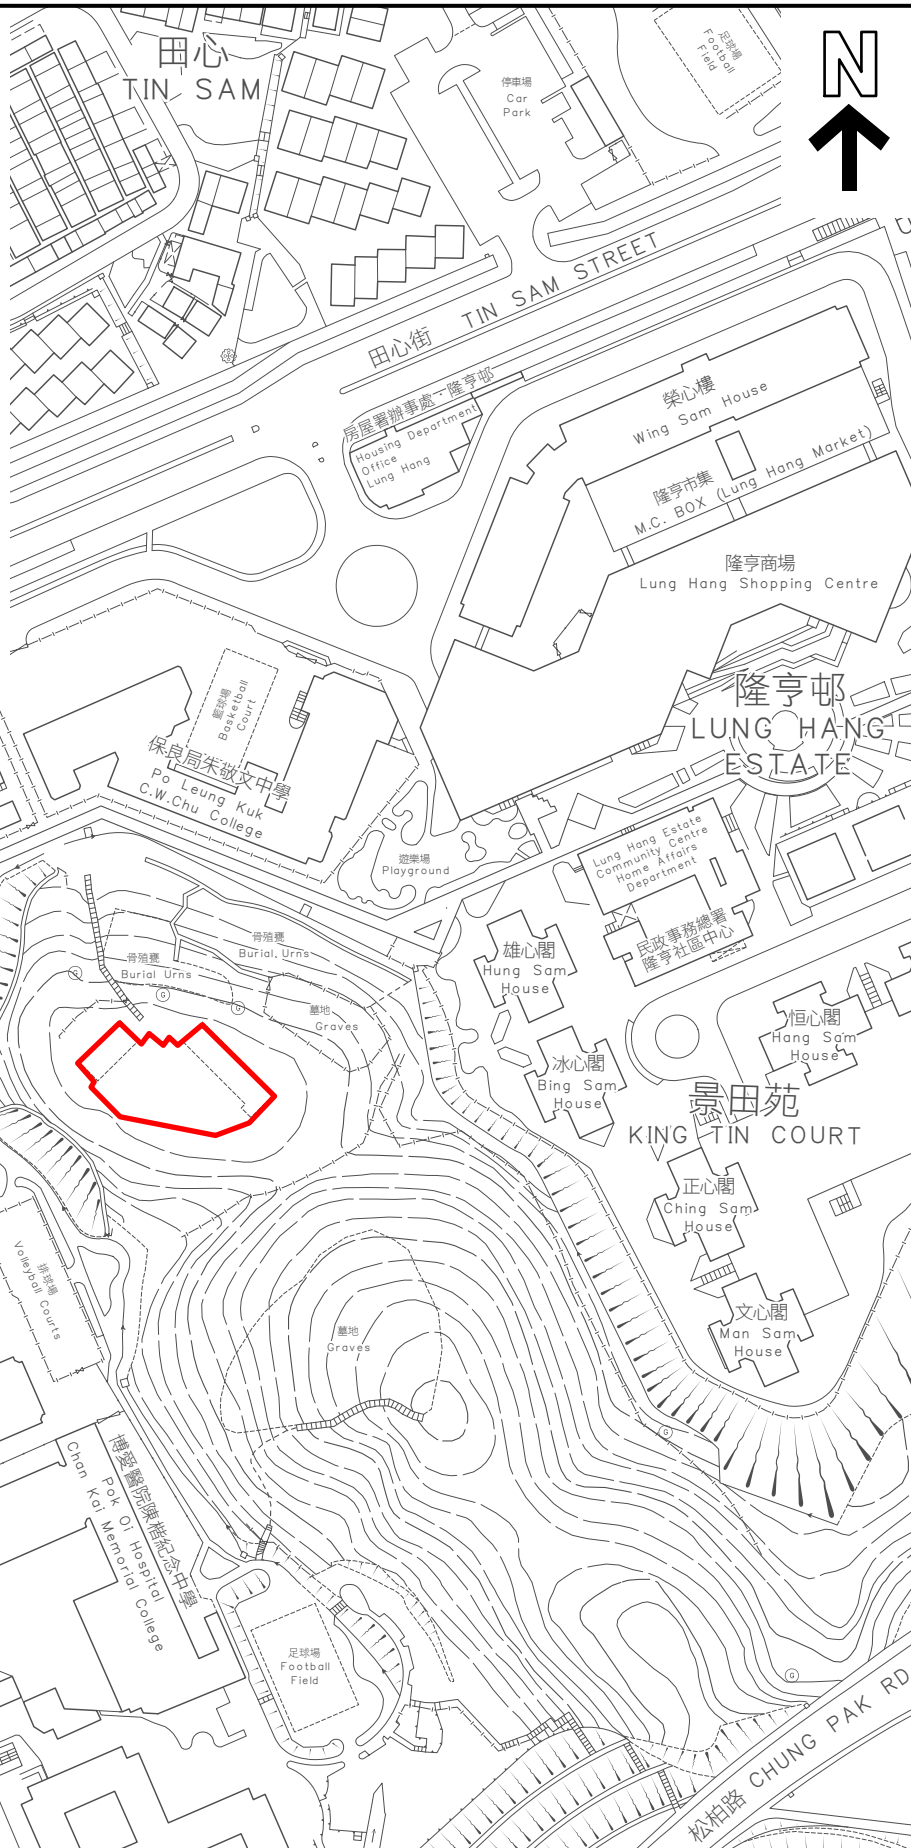 田心
TIN SAM
停車場
Car
Park
足球場
Football
Field
N
田心街 TIN SAM STREET
房屋署辦事處-隆亨邨
Housing Department
Office
Lung Hang
榮心樓
Wing Sam House
隆亨市集
M.C. BOX (Lung Hang Market)
隆亨商場
Lung Hang Shopping Centre
隆亨邨
LUNG HANG
ESTATE
籃球場
Basketball
Court
保良局朱敬文中學
Po Leung Kuk
C.W.Chu College
遊樂場
Playground
Lung Hang Estate
Community Centre
Home Affairs
Department
民政事務總署
隆亨社區中心
骨殖甕
Burial Urns
骨殖甕
Burial Urns
墓地
Graves
G
G
G
雄心閣
Hung Sam
House
冰心閣
Bing Sam
House
恒心閣
Hang Sam
House
景田苑
KING TIN COURT
正心閣
Ching Sam
House
文心閣
Man Sam
House
排球場
Volleyball Courts
墓地
Graves
G
博愛醫院陳楷紀念中學
Pok Oi Hospital
Chan Kai Memorial College
足球場
Football
Field
G
松柏路 CHUNG PAK RD